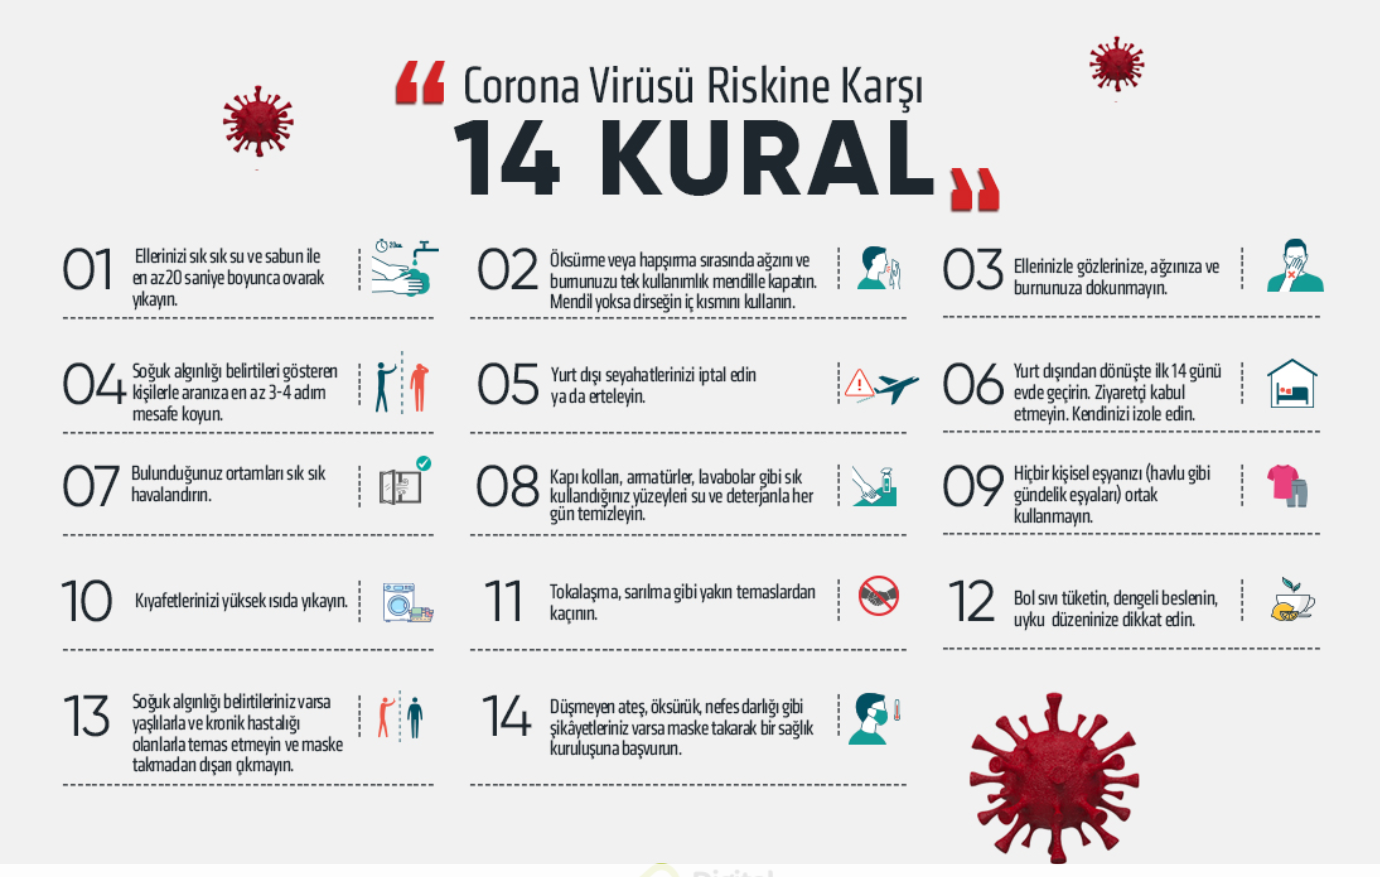 Corona Virüsü Riskine Karşı
14 KURAL
01
Ellerinizi sık sık su ve sabun ile
en az20 saniye boyunca ovarak
yıkayın.
02
Öksürme veya hapşırma sırasında ağzını ve
burnunuzu tek kullanımlık mendille kapatın.
Mendil yoksa dirseğin iç kısmını kullanın.
03
Ellerinizle gözlerinize, ağzınıza ve
burnunuza dokunmayın.
04
Soğuk algınlığı belirtileri gösteren
kişilerle aranıza en az 3-4 adım
mesafe koyun.
05
Yurt dışı seyahatlerinizi iptal edin
ya da erteleyin.
06
Yurt dışından dönüşte ilk 14 günü
evde geçirin. Ziyaretçi kabul
etmeyin. Kendinizi izole edin.
07
Bulunduğunuz ortamları sık sık
havalandırın.
08
Kapı kolları, armatürler, lavabolar gibi sık
kullandığınız yüzeyleri su ve deterjanla her
gün temizleyin.
09
Hiçbir kişisel eşyanızı (havlu gibi
gündelik eşyaları) ortak
kullanmayın.
10
Kıyafetlerinizi yüksek ısıda yıkayın.
11
Tokalaşma, sarılma gibi yakın temaslardan
kaçının.
12
Bol sıvı tüketin, dengeli beslenin,
uyku düzeninize dikkat edin.
13
Soğuk algınlığı belirtileriniz varsa
yaşlılarla ve kronik hastalığı
olanlarla temas etmeyin ve maske
takmadan dışarı çıkmayın.
14
Düşmeyen ateş, öksürük, nefes darlığı gibi
şikâyetleriniz varsa maske takarak bir sağlık
kuruluşuna başvurun.